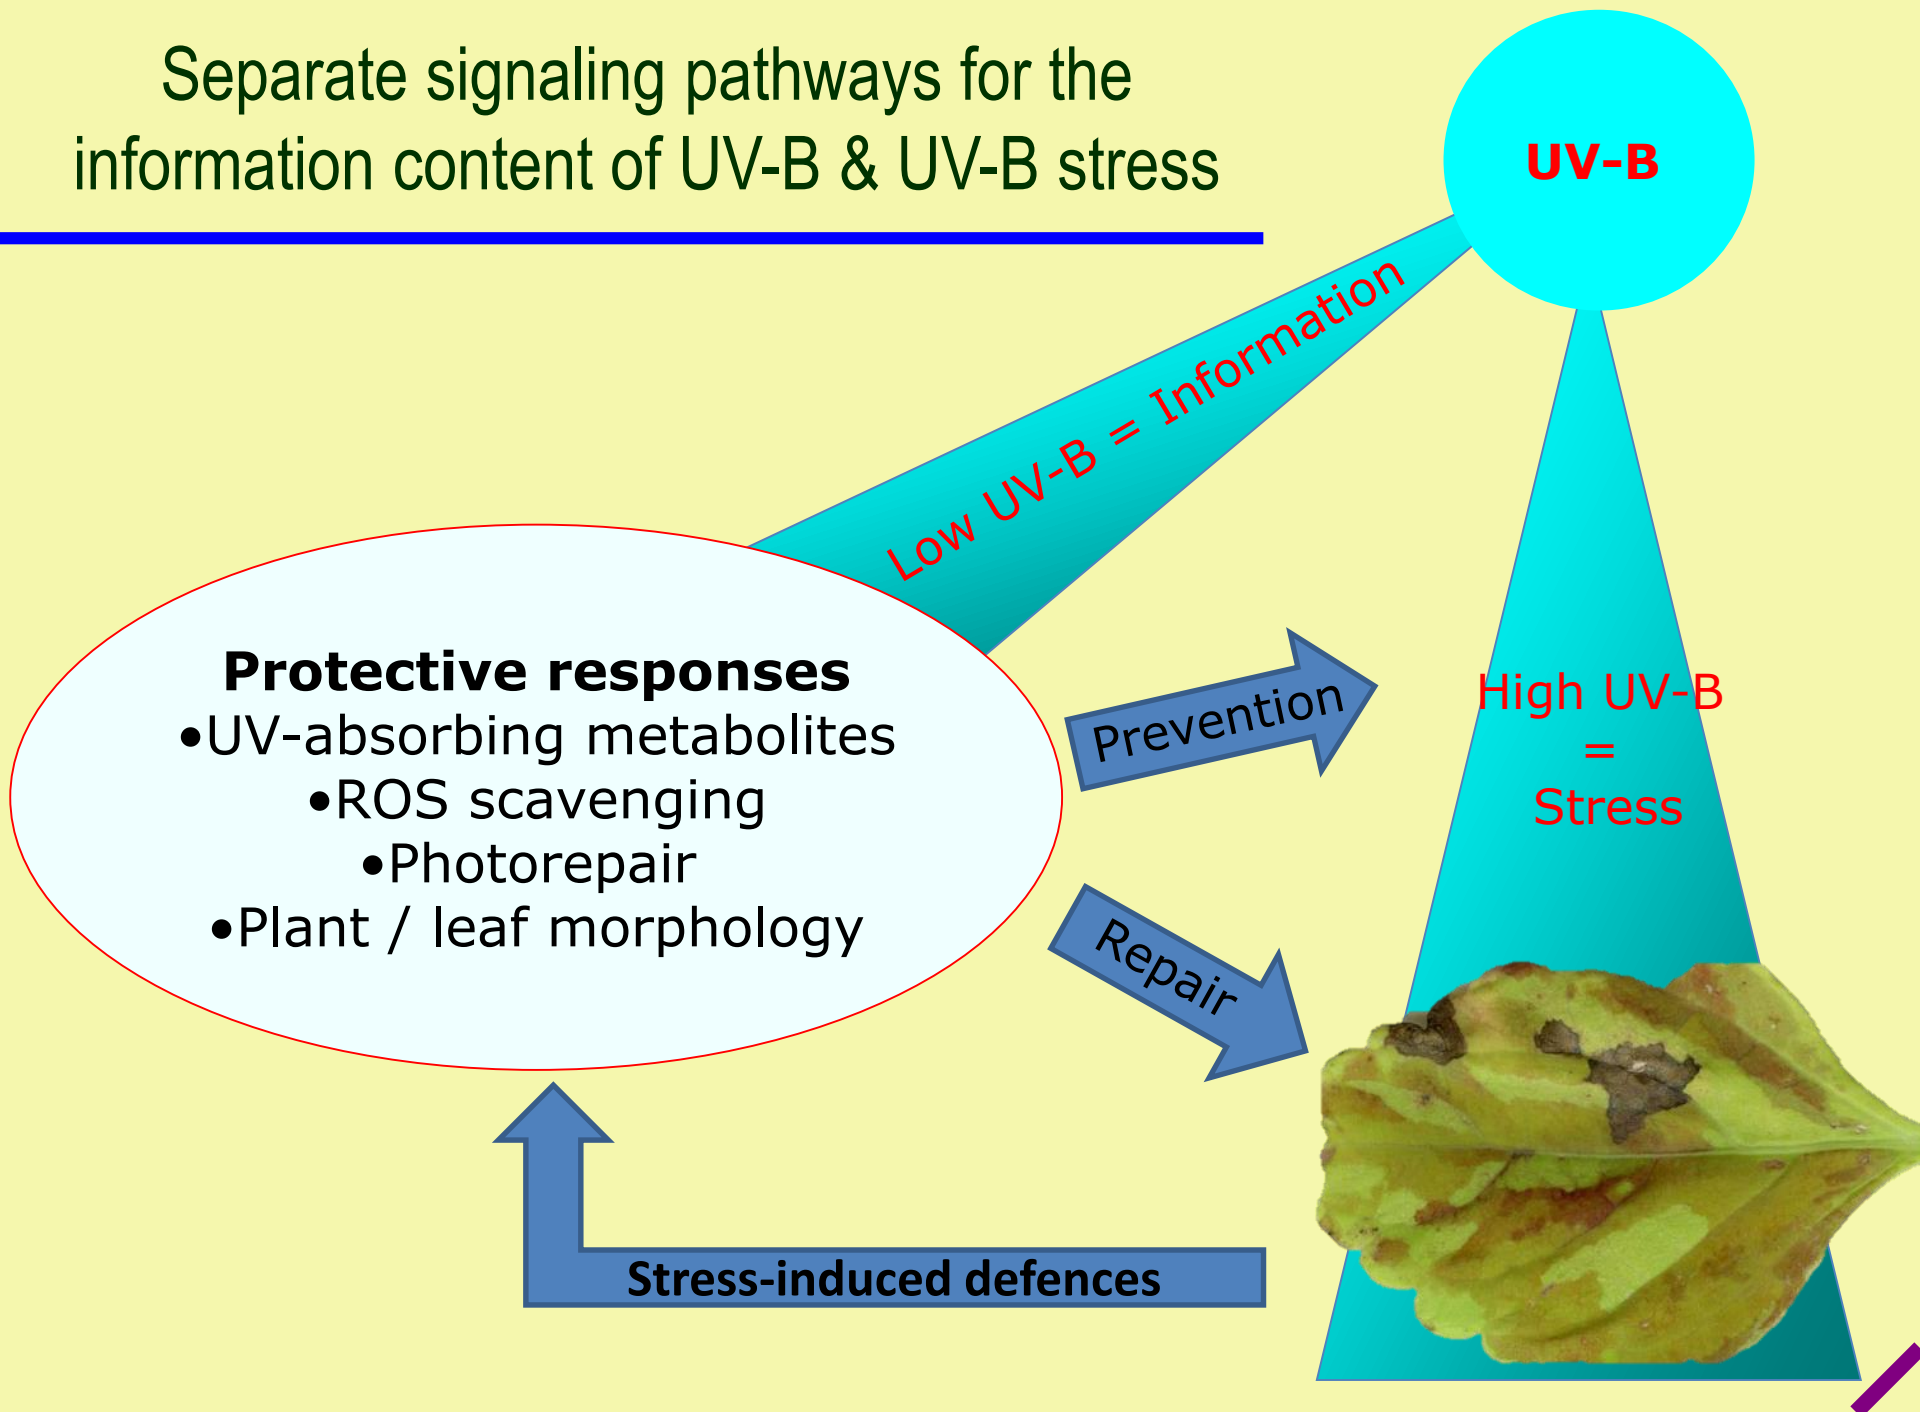 Separate signaling pathways for the
information content of UV-B & UV-B stress
UV-B
Low UV-B = Information
Protective responses
•UV-absorbing metabolites
•ROS scavenging
•Photorepair
•Plant / leaf morphology
Prevention
High UV-B
=
Stress
Repair
Stress-induced defences